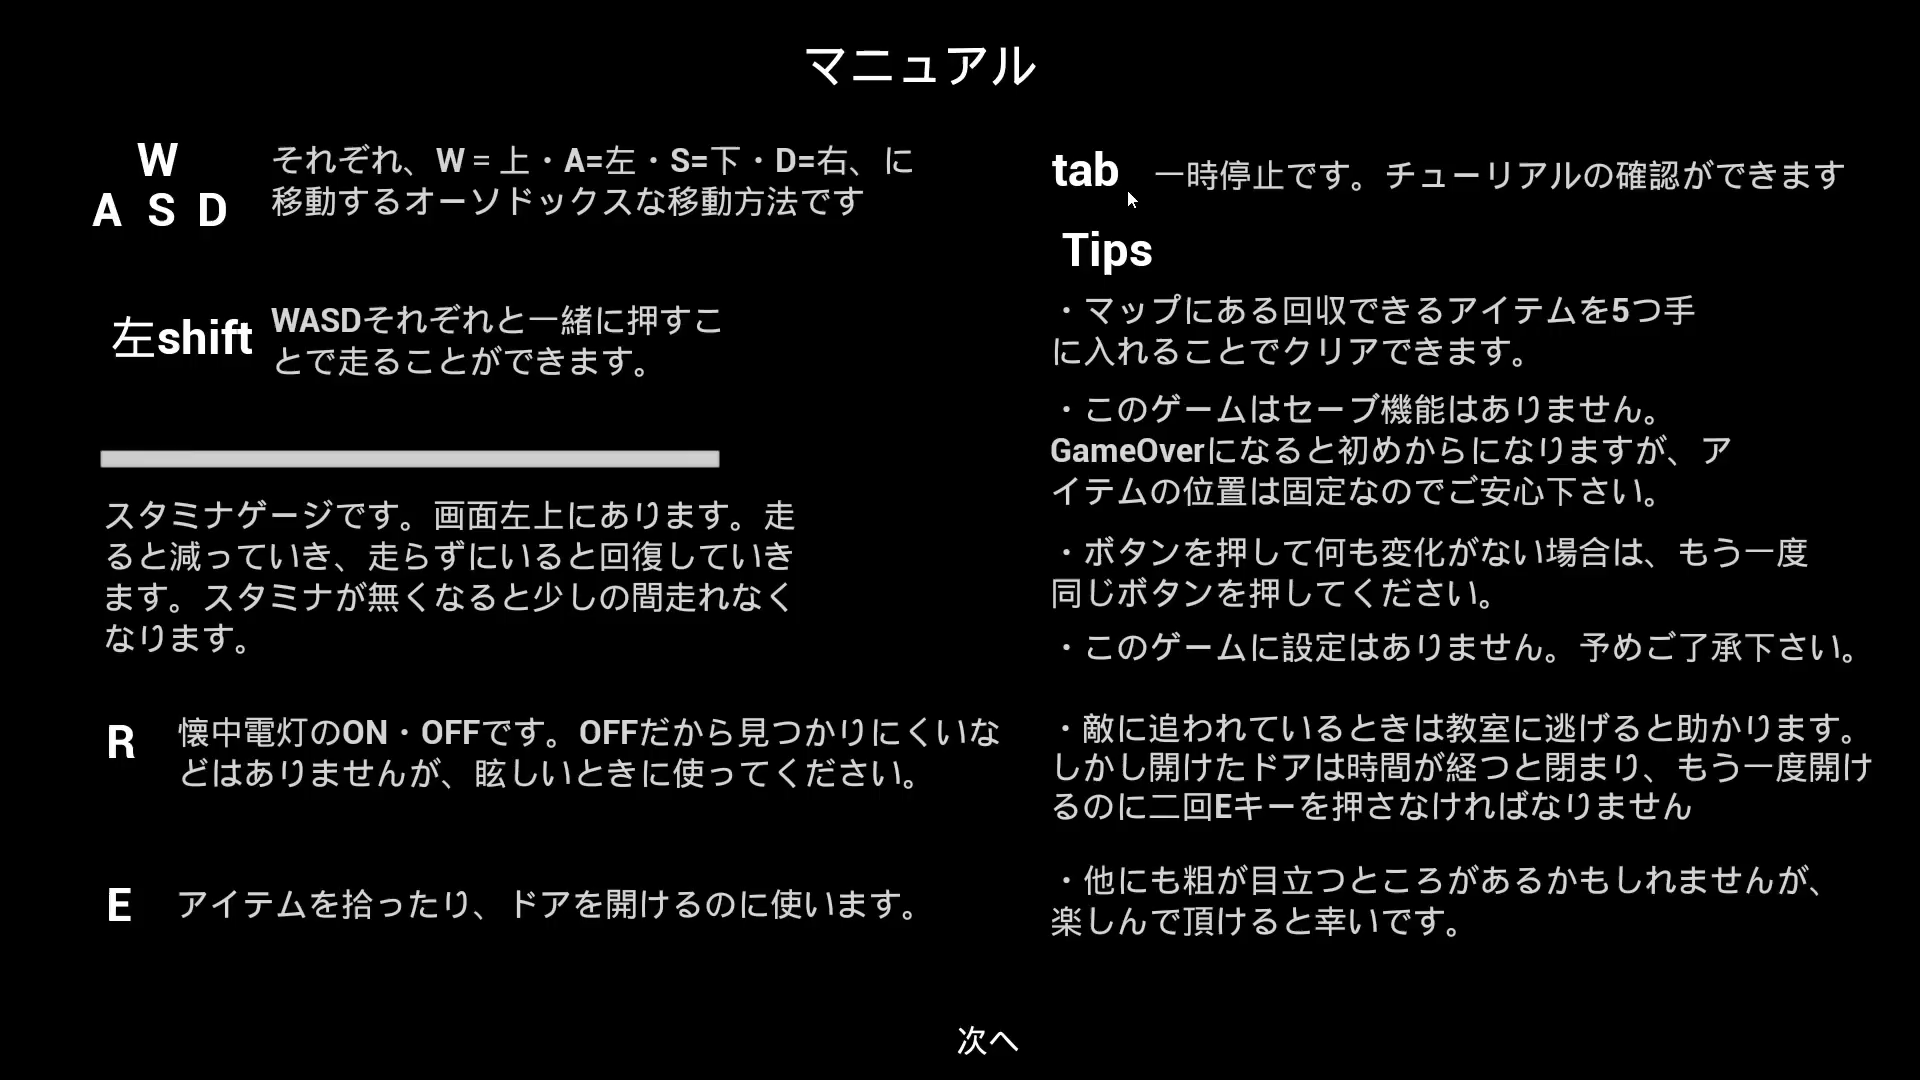 マニュアル
W
A S D
それぞれ、W = 上・A=左・S=下・D=右、に
移動するオーソドックスな移動方法です
左shift
WASDそれぞれと一緒に押すこ
とで走ることができます。
スタミナゲージです。画面左上にあります。走
ると減っていき、走らずにいると回復していき
ます。スタミナが無くなると少しの間走れなく
なります。
R
懐中電灯のON・OFFです。OFFだから見つかりにくいな
どはありませんが、眩しいときに使ってください。
E
アイテムを拾ったり、ドアを開けるのに使います。
tab
一時停止です。チューリアルの確認ができます
Tips
・マップにある回収できるアイテムを5つ手
に入れることでクリアできます。
・このゲームはセーブ機能はありません。
GameOverになると初めからになりますが、ア
イテムの位置は固定なのでご安心下さい。
・ボタンを押して何も変化がない場合は、もう一度
同じボタンを押してください。
・このゲームに設定はありません。予めご了承下さい。
・敵に追われているときは教室に逃げると助かります。
しかし開けたドアは時間が経つと閉まり、もう一度開け
るのに二回Eキーを押さなければなりません
・他にも粗が目立つところがあるかもしれませんが、
楽しんで頂けると幸いです。
次へ